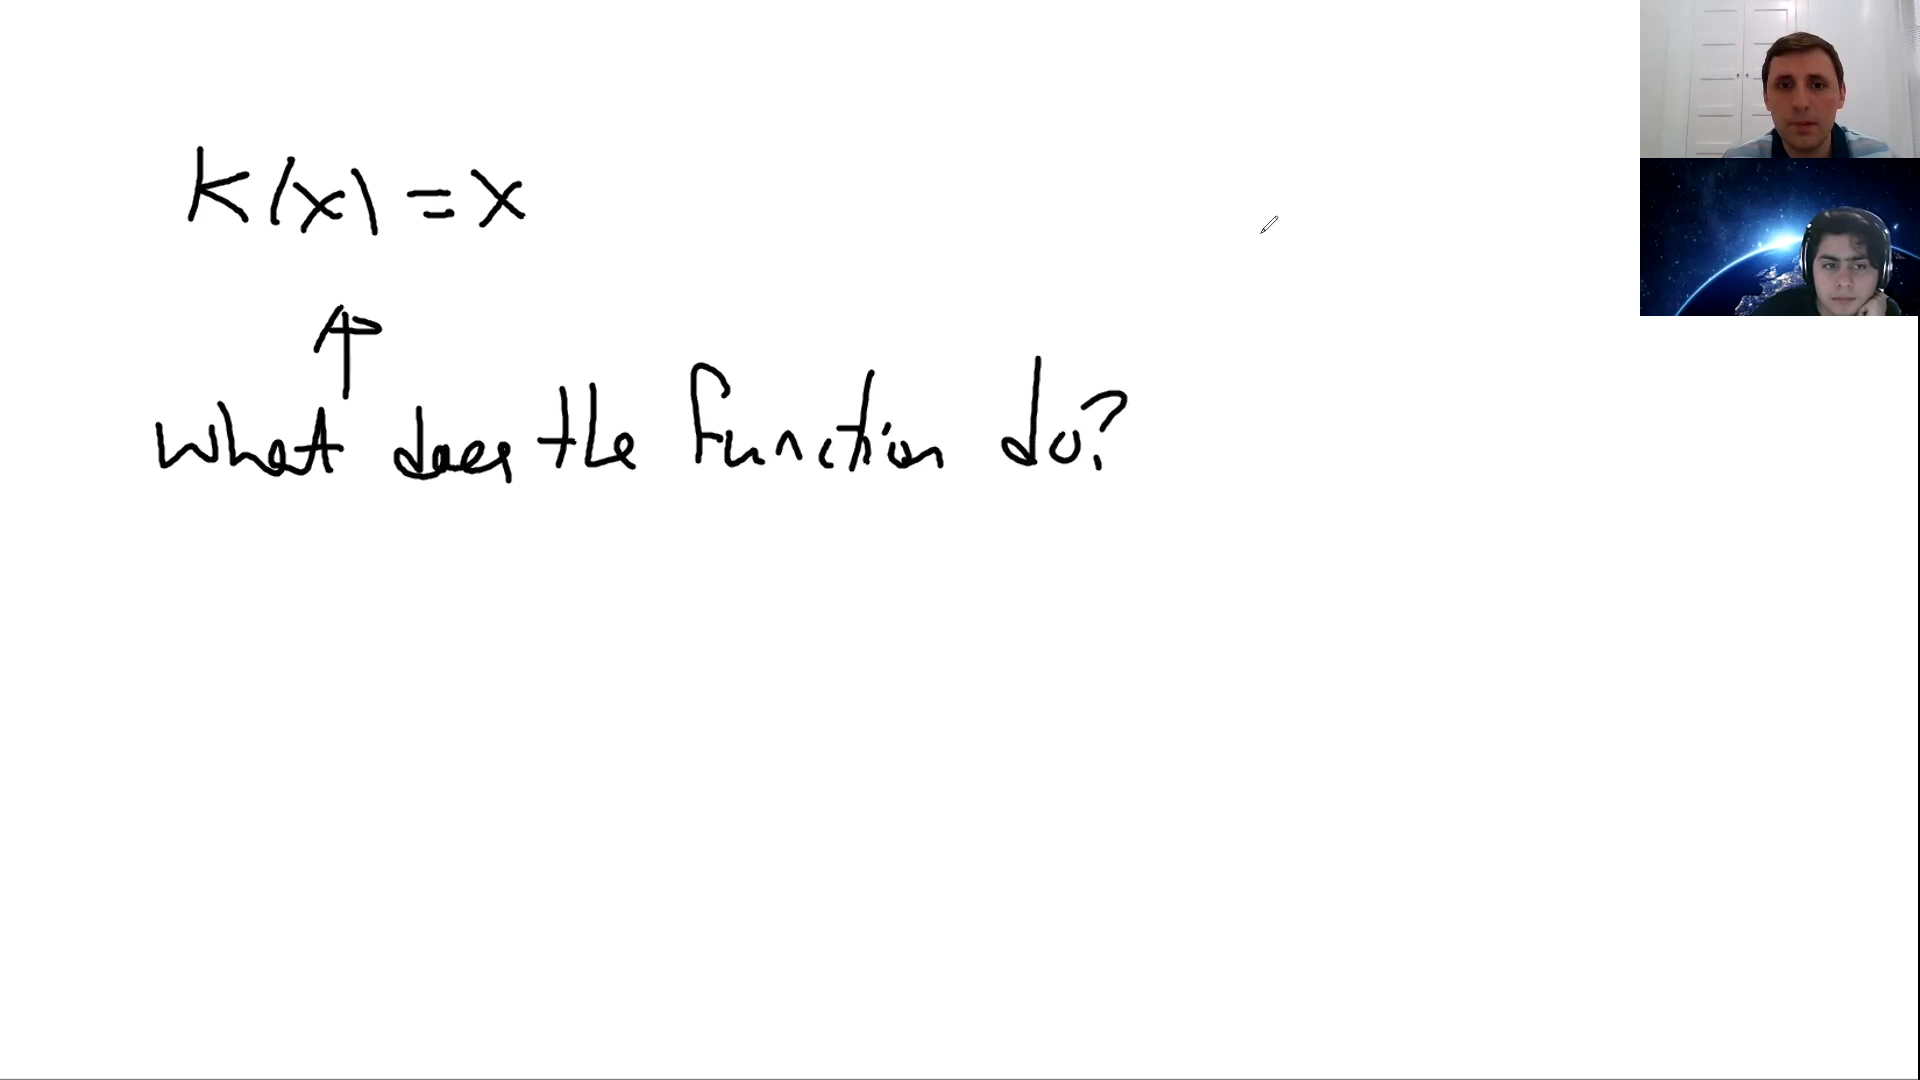 K(x) = x
What does the function do?